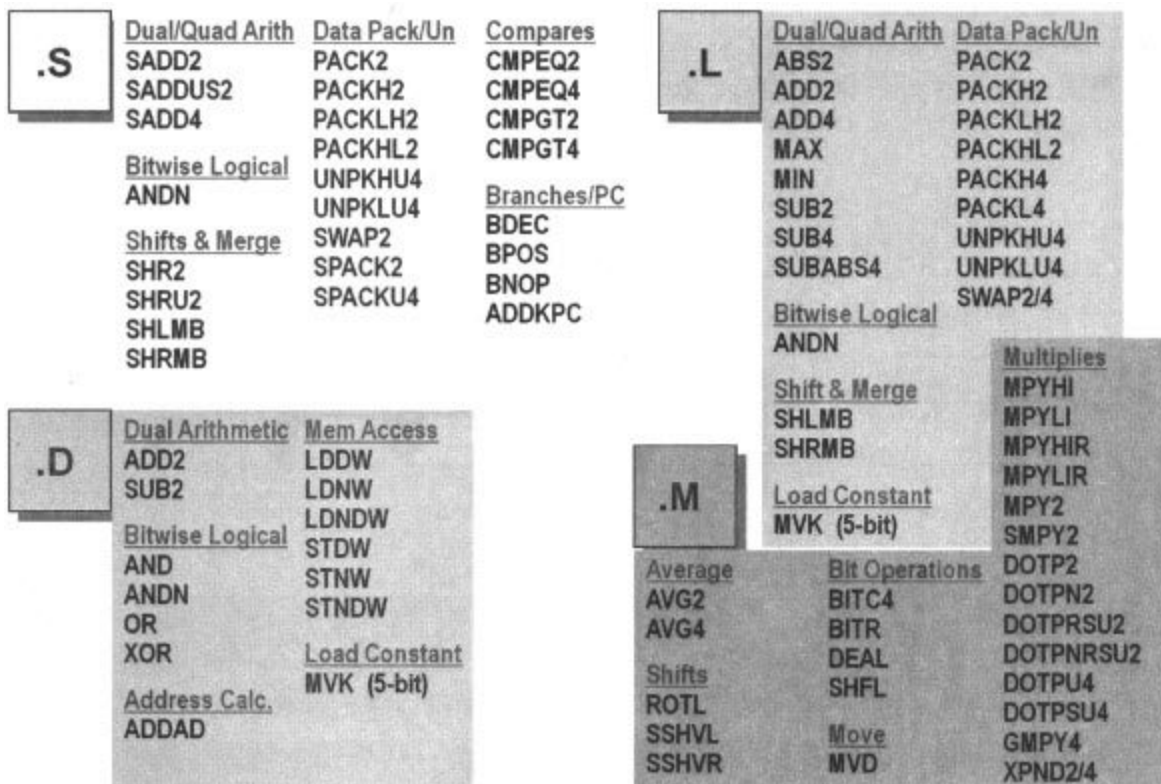 .S
Dual/Quad Arith
SADD2
SADDUS2
SADD4
Bitwise Logical
ANDN
Shifts & Merge
SHR2
SHRU2
SHLMB
SHRMB
Data Pack/Un
PACK2
PACKH2
PACKLH2
PACKHL2
UNPKHU4
UNPKLU4
SWAP2
SPACK2
SPACKU4
Compares
CMPEQ2
CMPEQ4
CMPGT2
CMPGT4
Branches/PC
BDEC
BPOS
BNOP
ADDKPC
.L
Dual/Quad Arith
ABS2
ADD2
ADD4
MAX
MIN
SUB2
SUB4
SUBABS4
Bitwise Logical
ANDN
Shift & Merge
SHLMB
SHRMB
Load Constant
MVK (5-bit)
Data Pack/Un
PACK2
PACKH2
PACKLH2
PACKHL2
PACKH4
PACKL4
UNPKHU4
UNPKLU4
SWAP2/4
.D
Dual Arithmetic
ADD2
SUB2
Bitwise Logical
AND
ANDN
OR
XOR
Address Calc.
ADDAD
Mem Access
LDDW
LDNW
LDNDW
STDW
STNW
STNDW
Load Constant
MVK (5-bit)
.M
Average
AVG2
AVG4
Shifts
ROTL
SSHVL
SSHVR
Bit Operations
BITC4
BITR
DEAL
SHFL
Move
MVD
Multiplies
MPYHI
MPYLI
MPYHIR
MPYLIR
MPY2
SMPY2
DOTP2
DOTPN2
DOTPRSU2
DOTPNRSU2
DOTPU4
DOTPSU4
GMPY4
XPND2/4